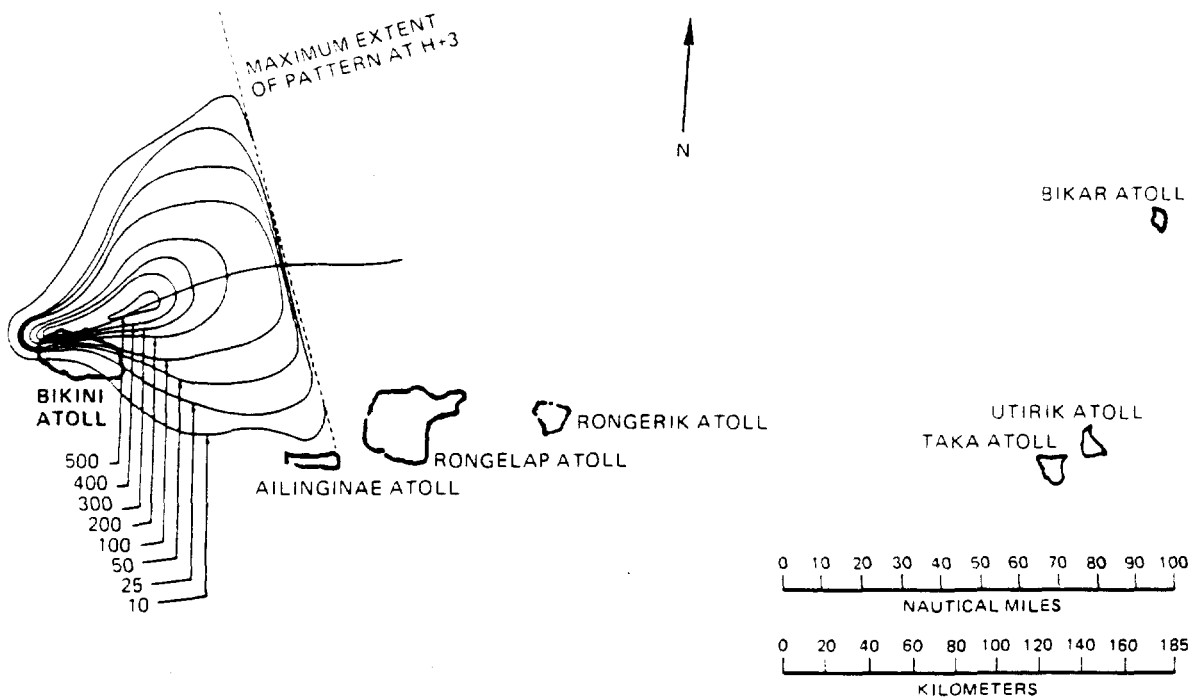 MAXIMUM EXTENT
OF PATTERN AT H+3
N
BIKAR ATOLL
BIKINI
ATOLL
RONGERIK ATOLL
UTIRIK ATOLL
TAKA ATOLL
RONGELAP ATOLL
AILINGINAE ATOLL
500
400
300
200
100
50
25
10
0 10 20 30 40 50 60 70 80 90 100
NAUTICAL MILES
0 20 40 60 80 100 120 140 160 185
KILOMETERS